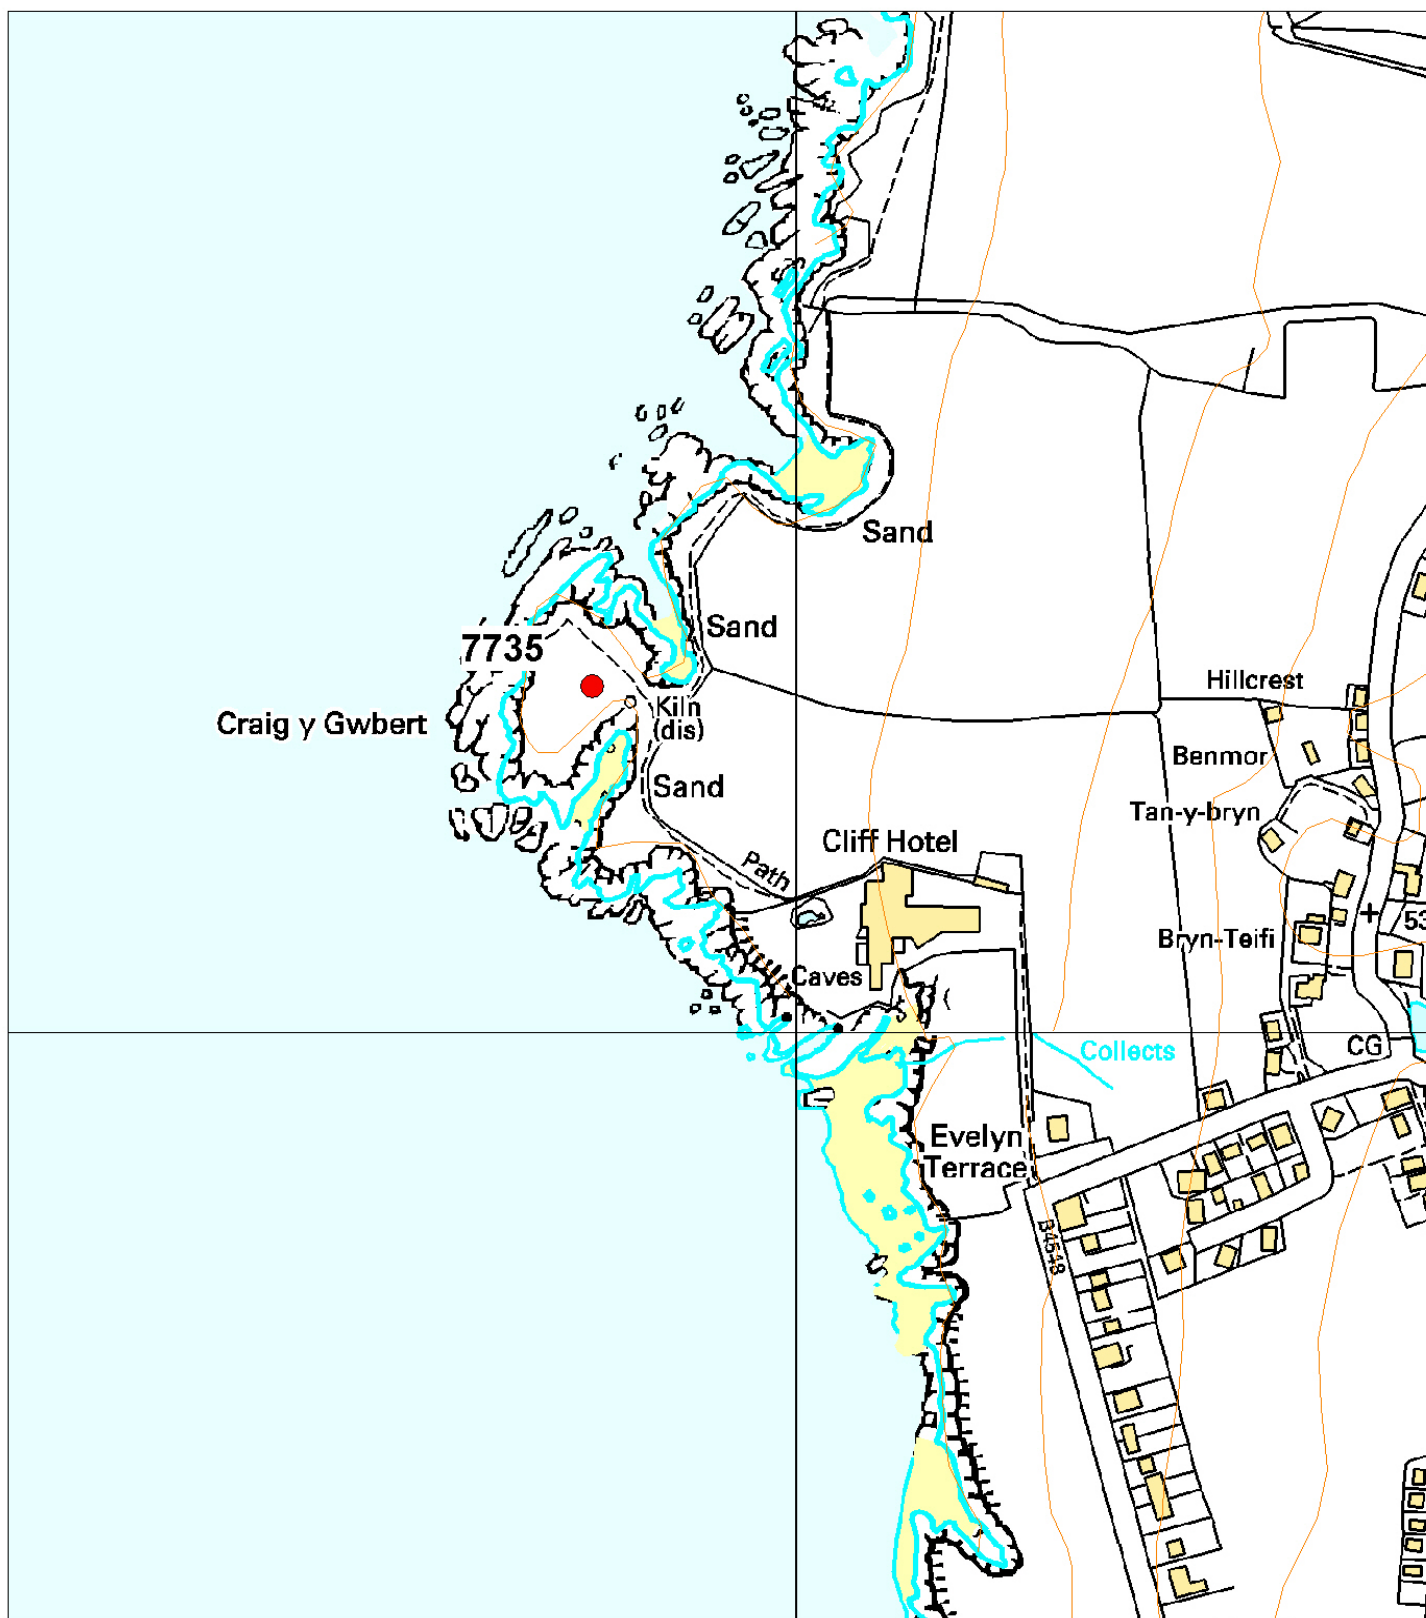 Sand
Sand
7735
Hillcrest
Kiln
(dis)
Craig y Gwbert
Benmor
Sand
Tan-y-bryn
Cliff Hotel
Path
53
Bryn-Teifi
Caves
CG
Collects
Evelyn
Terrace
B4548